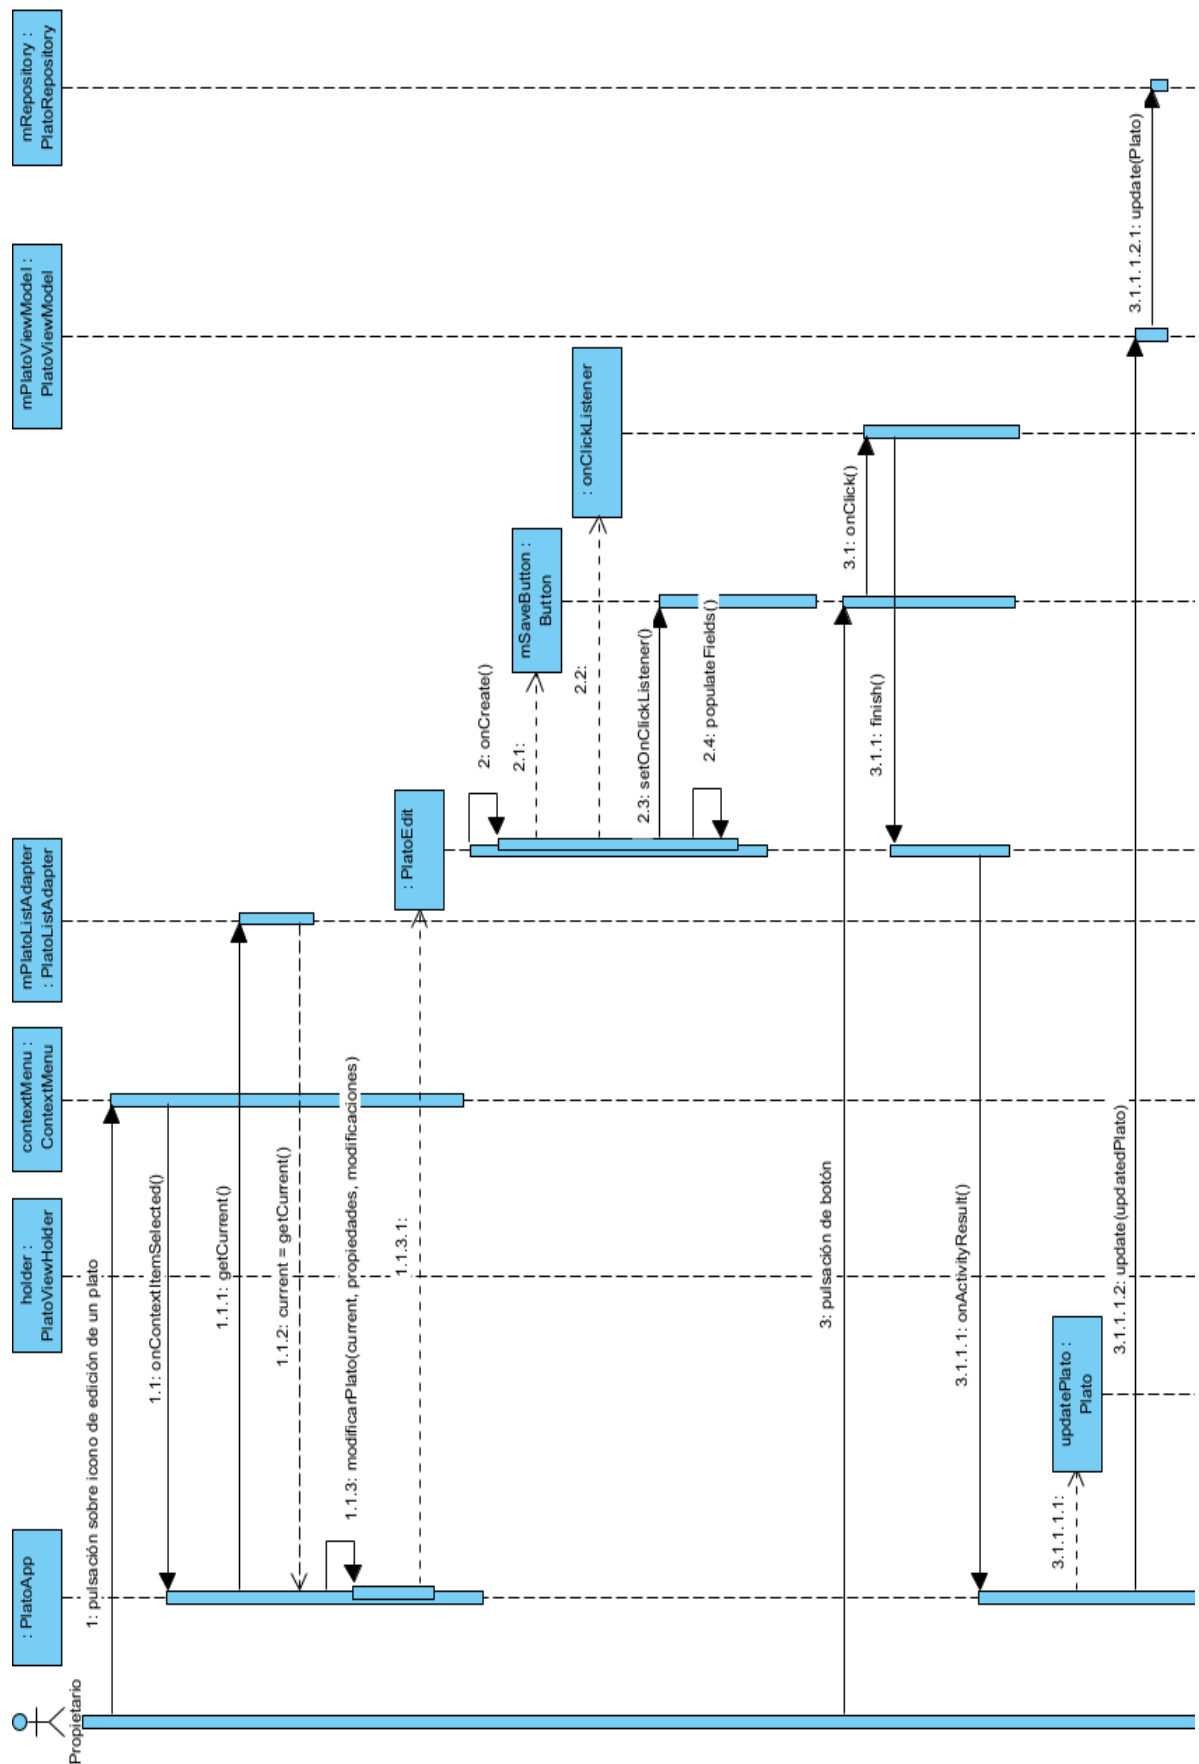 Propietario
: PlatoApp
holder :
PlatoViewHolder
contextMenu :
ContextMenu
mPlatoListAdapter
: PlatoListAdapter
mPlatoViewModel :
PlatoViewModel
mRepository :
PlatoRepository
1: pulsación sobre icono de edición de un plato
1.1: onContextItemSelected()
1.1.1: getCurrent()
1.1.2: current = getCurrent()
1.1.3: modificarPlato(current, propiedades, modificaciones)
1.1.3.1:
: PlatoEdit
2: onCreate()
2.1:
mSaveButton :
Button
2.2:
: onClickListener
2.3: setOnClickListener()
2.4: populateFields()
3: pulsación de botón
3.1: onClick()
3.1.1: finish()
3.1.1.1: onActivityResult()
3.1.1.1.1:
updatePlato :
Plato
3.1.1.1.2: update(updatedPlato)
3.1.1.1.2.1: update(Plato)